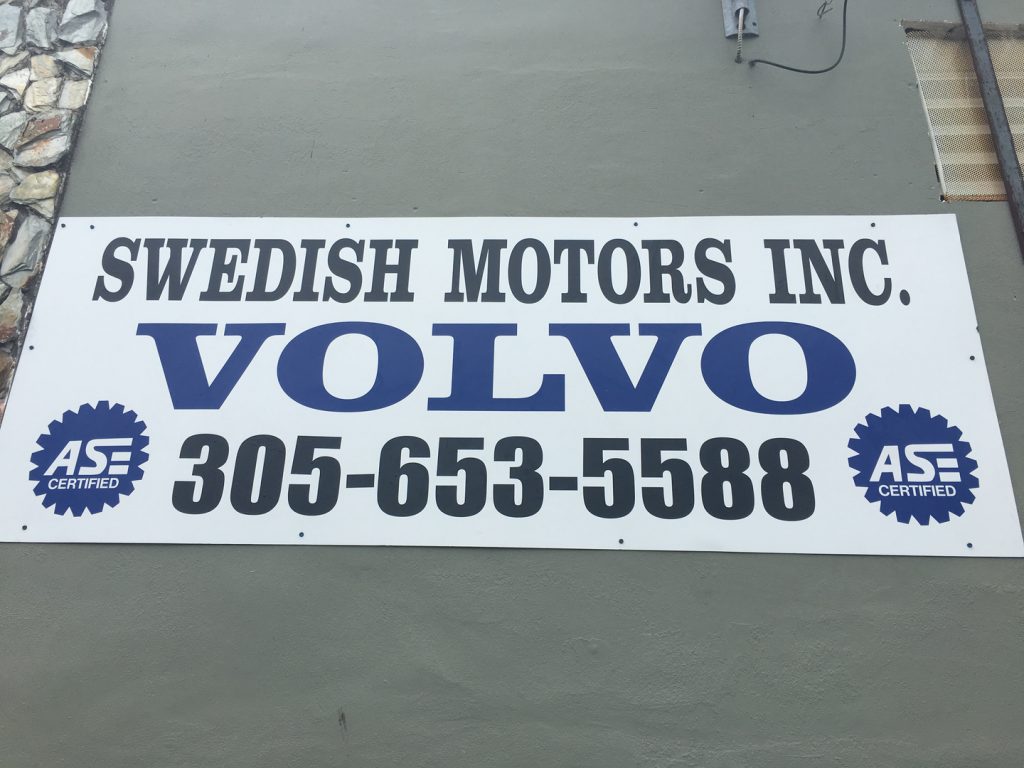 SWEDISH MOTORS INC.
VOLVO
ASE
CERTIFIED
305-653-5588
ASE
CERTIFIED